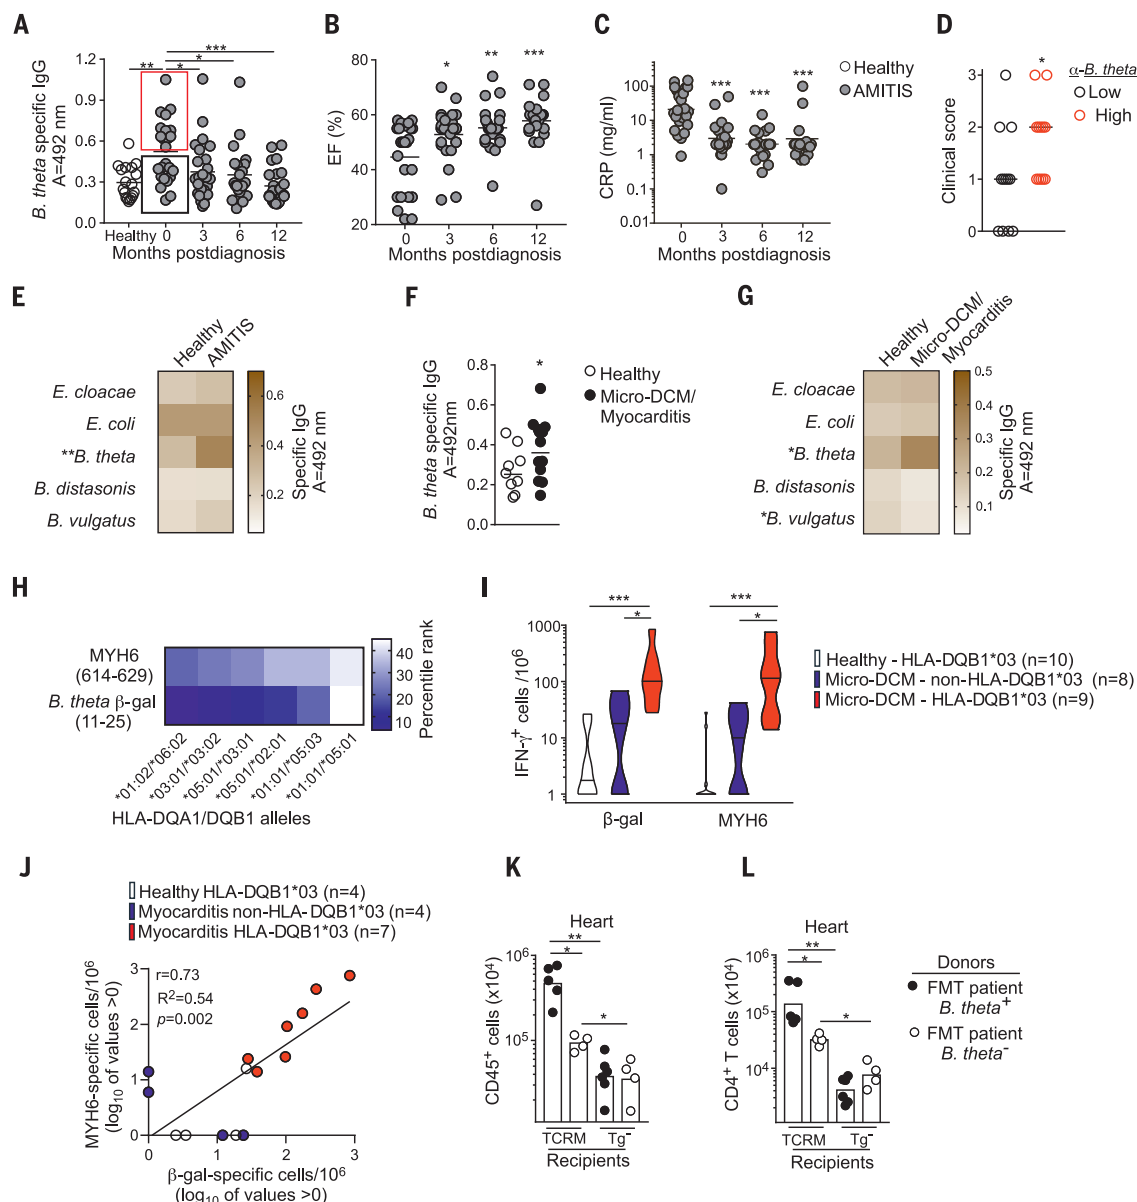 A
B. theta specific IgG
A=492 nm
1.2
0.9
0.6
0.3
0.0
***
*
** *
Healthy 0 3 6 12
Months postdiagnosis
B
EF (%)
80
60
40
20
* ** ***
0 3 6 12
Months postdiagnosis
C
CRP (mg/ml)
100
10
1
0.1
0.01
*** *** ***
0 3 6 12
Months postdiagnosis
Healthy
AMITIS
D
Clinical score
3
2
1
0
*
α-B. theta
Low
High
E
Healthy
AMITIS
E. cloacae
E. coli
**B. theta
B. distasonis
B. vulgatus
0.6
0.4
0.2
Specific IgG
A=492 nm
F
B. theta specific IgG
A=492nm
0.8
0.6
0.4
0.2
0.0
*
Healthy
Micro-DCM/
Myocarditis
G
Healthy
Micro-DCM/
Myocarditis
E. cloacae
E. coli
*B. theta
B. distasonis
*B. vulgatus
0.5
0.4
0.3
0.2
0.1
Specific IgG
A=492 nm
H
MYH6
(614-629)
B. theta β-gal
(11-25)
40
30
20
10
Percentile rank
*01:02/*06:02
*03:01/*03:02
*05:01/*03:01
*05:01/*02:01
*01:01/*05:03
*01:01/*05:01
HLA-DQA1/DQB1 alleles
I
IFN-γ+ cells /10⁶
1000
100
10
1
*** ***
* *
β-gal MYH6
Healthy - HLA-DQB1*03 (n=10)
Micro-DCM - non-HLA-DQB1*03 (n=8)
Micro-DCM - HLA-DQB1*03 (n=9)
J
Healthy HLA-DQB1*03 (n=4)
Myocarditis non-HLA- DQB1*03 (n=4)
Myocarditis HLA-DQB1*03 (n=7)
MYH6-specific cells/10⁶
(log₁₀ of values >0)
3
2
1
0
r=0.73
R²=0.54
p=0.002
0 1 2 3
β-gal-specific cells/10⁶
(log₁₀ of values >0)
K
Heart
CD45+ cells (x10⁴)
10⁶
10⁵
**
*
*
TCRM Tg⁻
Recipients
L
Heart
CD4+ T cells (x10⁴)
10⁶
10⁵
10⁴
**
*
*
TCRM Tg⁻
Recipients
Donors
FMT patient
B. theta+
FMT patient
B. theta⁻